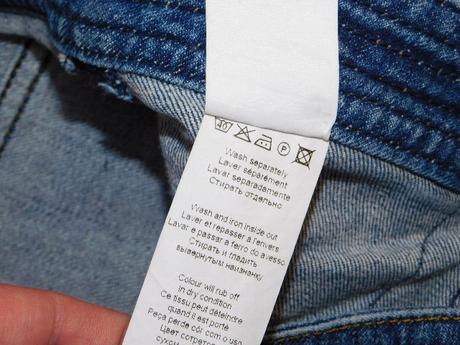 40 P
Wash separately
Laver séparément
Lavar separadamente
Стирать отдельно
Wash and iron inside out
Laver et repasser à l'envers
Lavar e passar a ferro do avesso
Стирать и гладить
вывернутым наизнанку
Colour will rub off
in dry condition
Ce tissu peut déteindre
quand il est porté
Peça perde côr com o uso
Цвет